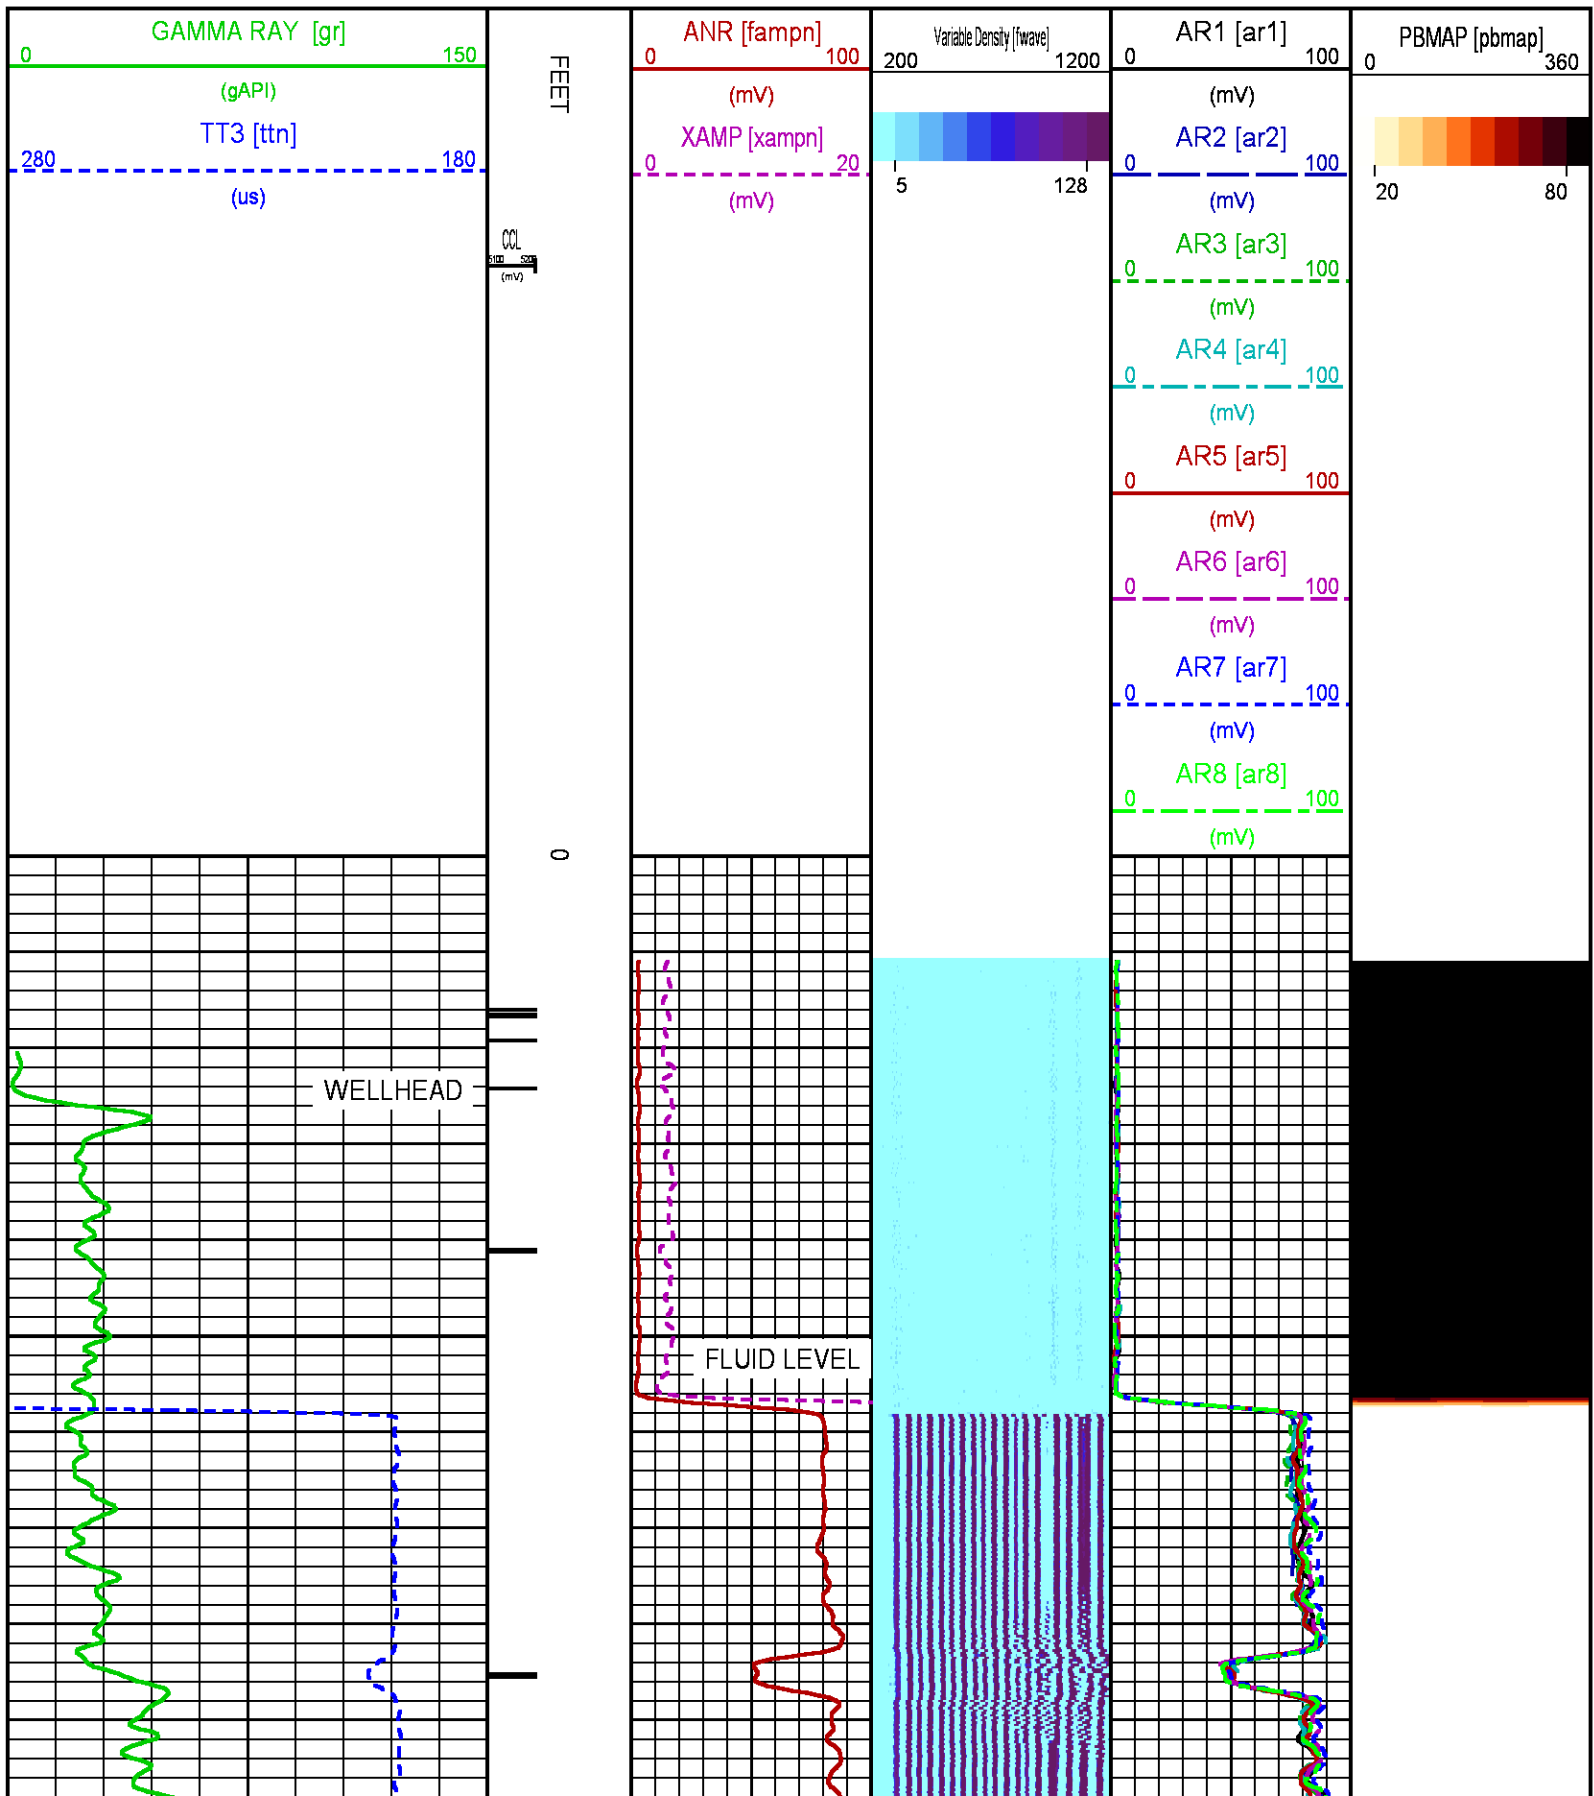 GAMMA RAY [gr]
0 150
(gAPI)
TT3 [ttn]
280 180
(us)
CCL
5100 5200
(mV)
FEET
0
ANR [fampn]
0 100
(mV)
XAMP [xampn]
0 20
(mV)
Variable Density [fwave]
200 1200
5 128
AR1 [ar1]
0 100
(mV)
AR2 [ar2]
0 100
(mV)
AR3 [ar3]
0 100
(mV)
AR4 [ar4]
0 100
(mV)
AR5 [ar5]
0 100
(mV)
AR6 [ar6]
0 100
(mV)
AR7 [ar7]
0 100
(mV)
AR8 [ar8]
0 100
(mV)
PBMAP [pbmap]
0 360
20 80
WELLHEAD
FLUID LEVEL